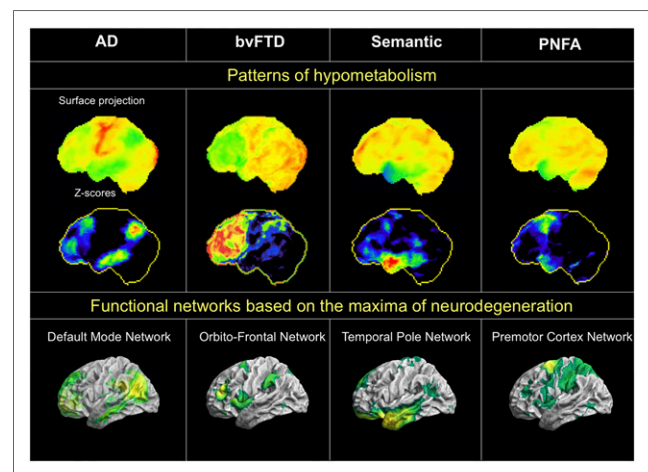 AD bvFTD Semantic PNFA
Patterns of hypometabolism
Surface projection
Z-scores
Functional networks based on the maxima of neurodegeneration
Default Mode Network Orbito-Frontal Network Temporal Pole Network Premotor Cortex Network